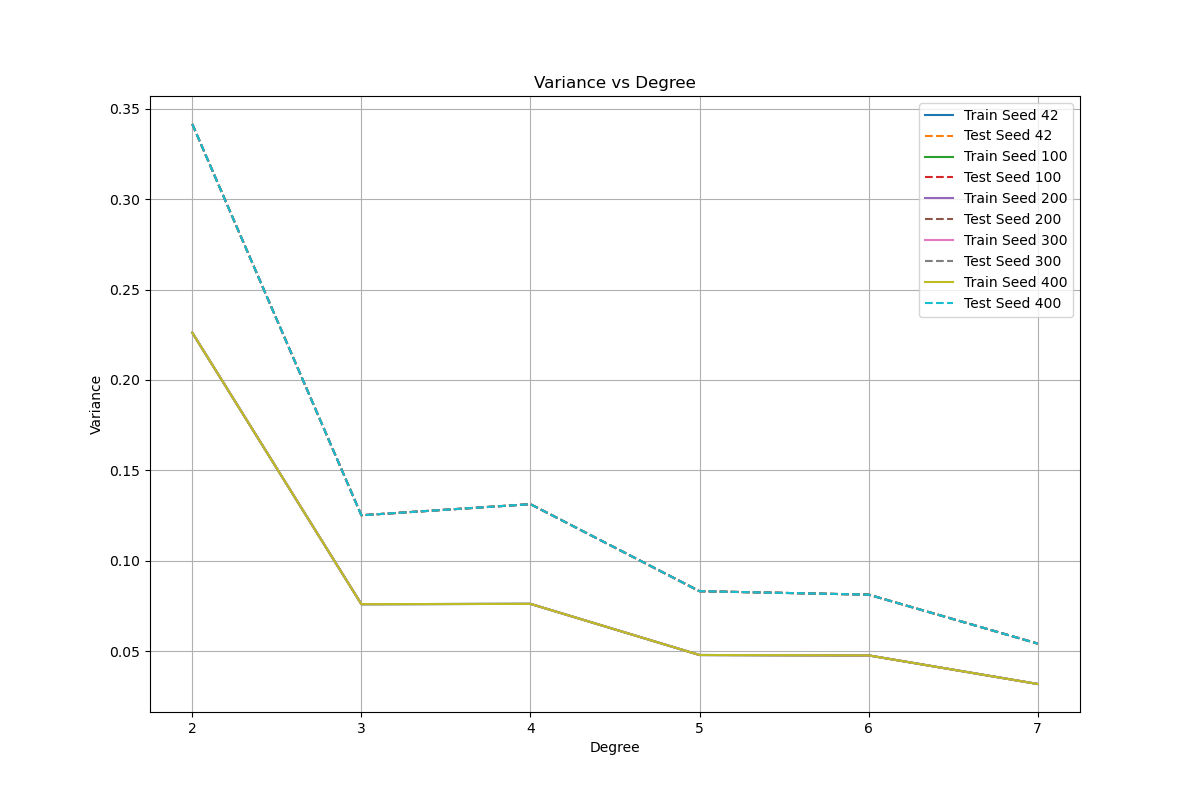 Variance vs Degree
0.35
0.30
0.25
0.20
0.15
0.10
0.05
Variance
2 3 4 5 6 7
Degree
Train Seed 42
Test Seed 42
Train Seed 100
Test Seed 100
Train Seed 200
Test Seed 200
Train Seed 300
Test Seed 300
Train Seed 400
Test Seed 400